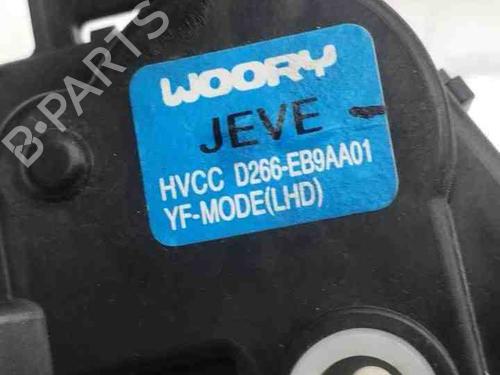 B-PARTS
WOORY
JEVE -
HVCC D266-EB9AA01
YF-MODE(LHD)